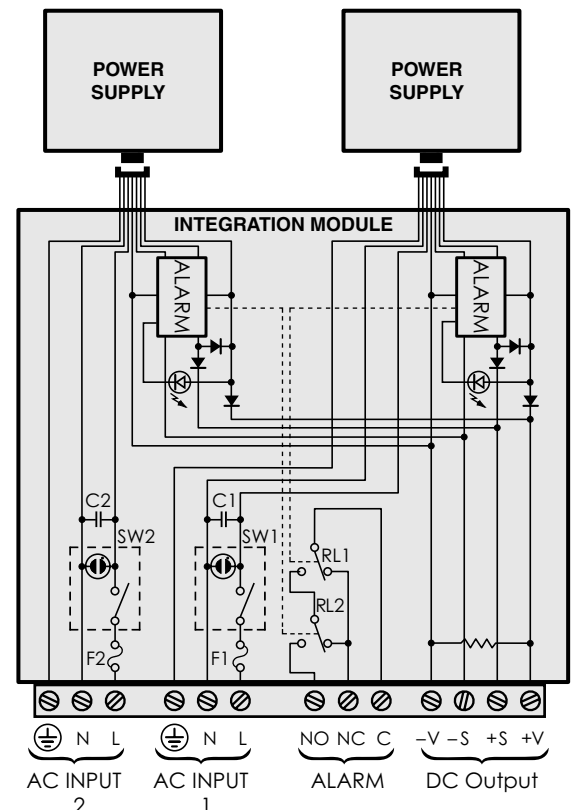 POWER
SUPPLY
POWER
SUPPLY
INTEGRATION MODULE
ALARM
ALARM
C2
C1
SW2
SW1
RL1
RL2
F2
F1
N L
N L
NO NC C
–V –S +S +V
AC INPUT
2
AC INPUT
1
ALARM
DC Output